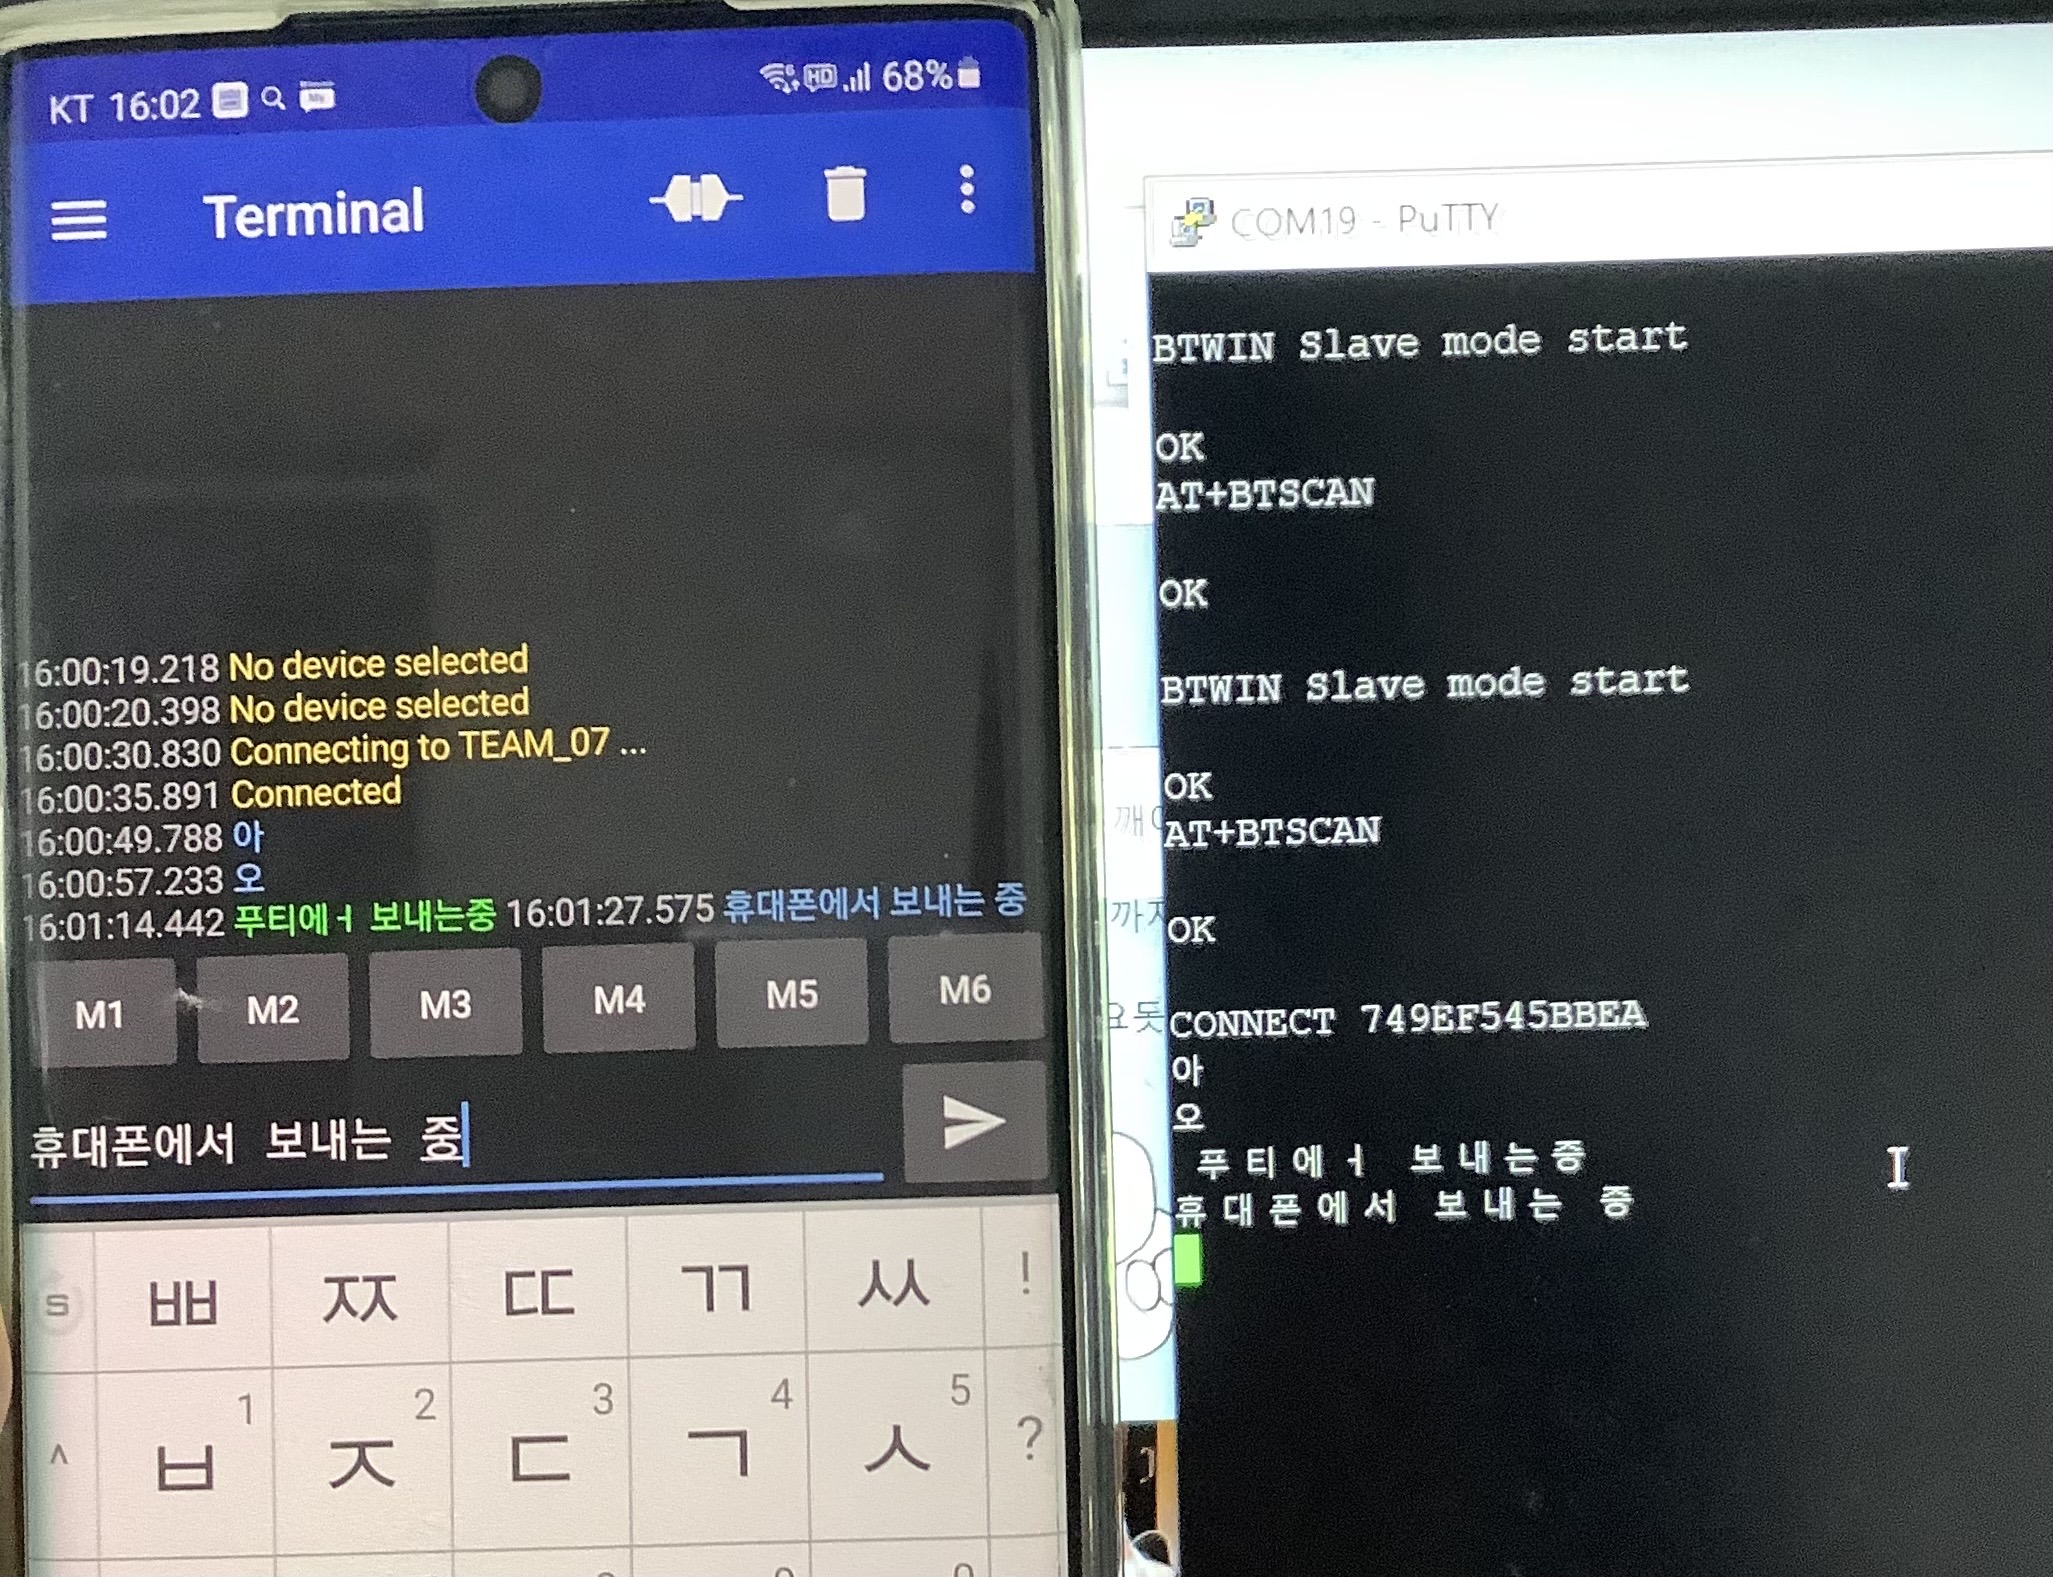 KT 16:02 68%
Terminal
16:00:19.218 No device selected
16:00:20.398 No device selected
16:00:30.830 Connecting to TEAM_07 ...
16:00:35.891 Connected
16:00:49.788 아
16:00:57.233 오
16:01:14.442 푸티에ㅓ 보내는중 16:01:27.575 휴대폰에서 보내는 중
M1 M2 M3 M4 M5 M6
휴대폰에서 보내는 중
ㅃ ㅉ ㄸ ㄲ ㅆ !
1 2 3 4 5
ㅂ ㅈ ㄷ ㄱ ㅅ ?
COM19 - PuTTY
BTWIN Slave mode start
OK
AT+BTSCAN
OK
BTWIN Slave mode start
OK
AT+BTSCAN
OK
CONNECT 749EF545BBEA
아
오
푸티에ㅓ 보내는중
휴대폰에서 보내는 중